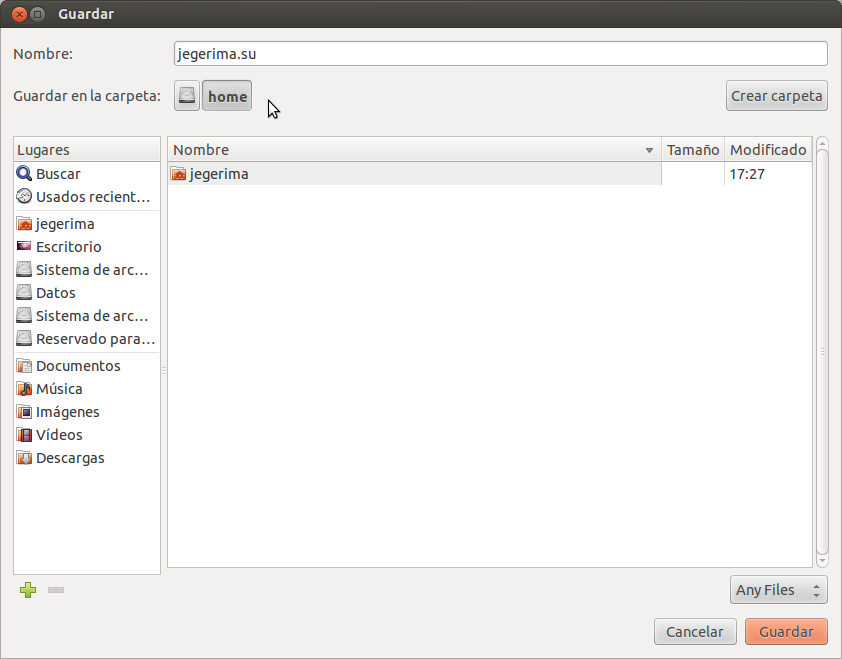 Guardar
Nombre: jegerima.su
Guardar en la carpeta: home Crear carpeta
Lugares Nombre Tamaño Modificado
Buscar jegerima 17:27
Usados recient...
jegerima
Escritorio
Sistema de arc...
Datos
Sistema de arc...
Reservado para...
Documentos
Música
Imágenes
Vídeos
Descargas
Any Files
Cancelar Guardar